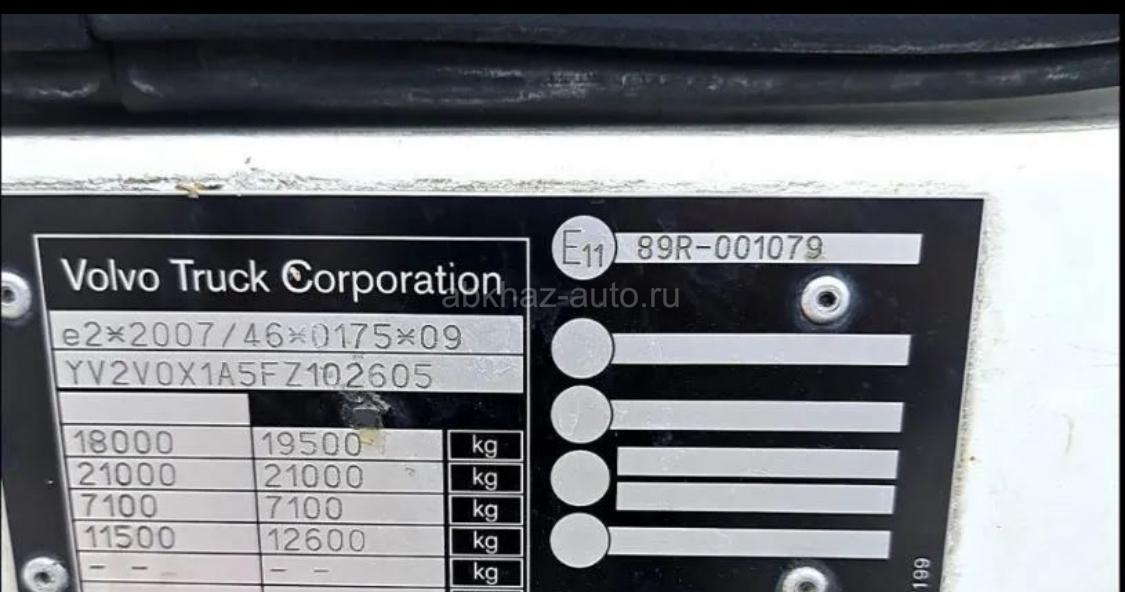 Volvo Truck Corporation
e2*2007/46*0175*09
YV2V0X1A5FZ102605
18000 19500 kg
21000 21000 kg
7100 7100 kg
11500 12600 kg
- - - - kg
E11 89R-001079
199
abkhaz-auto.ru